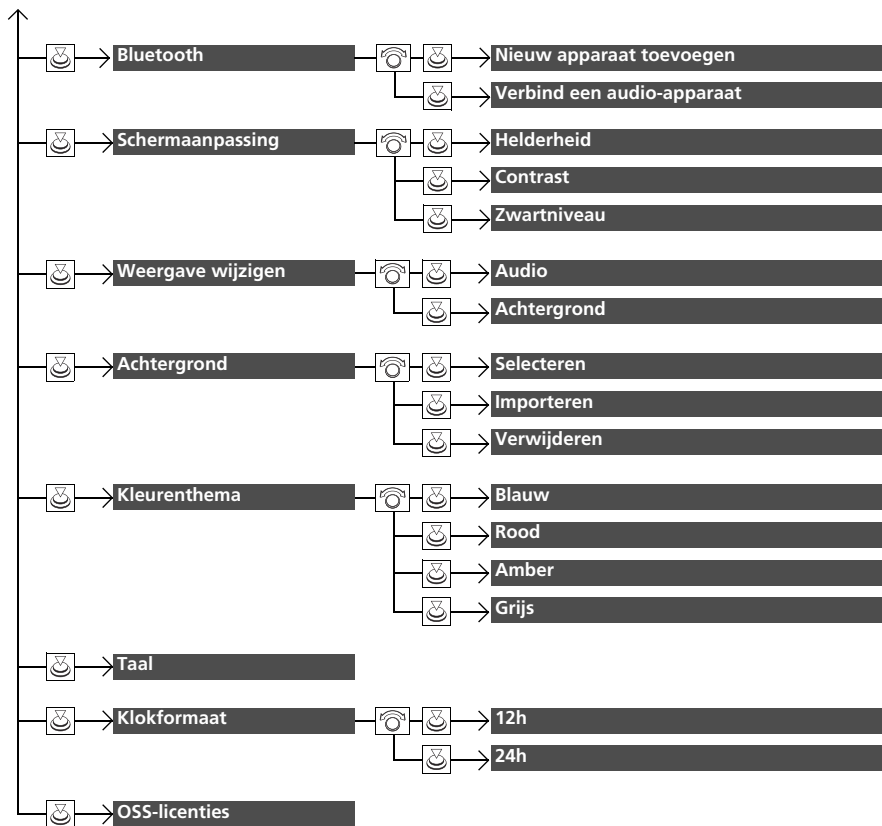 Bluetooth
Nieuw apparaat toevoegen
Verbind een audio-apparaat
Schermaanpassing
Helderheid
Contrast
Zwartniveau
Weergave wijzigen
Audio
Achtergrond
Achtergrond
Selecteren
Importeren
Verwijderen
Kleurenthema
Blauw
Rood
Amber
Grijs
Taal
Klokformaat
12h
24h
OSS-licenties